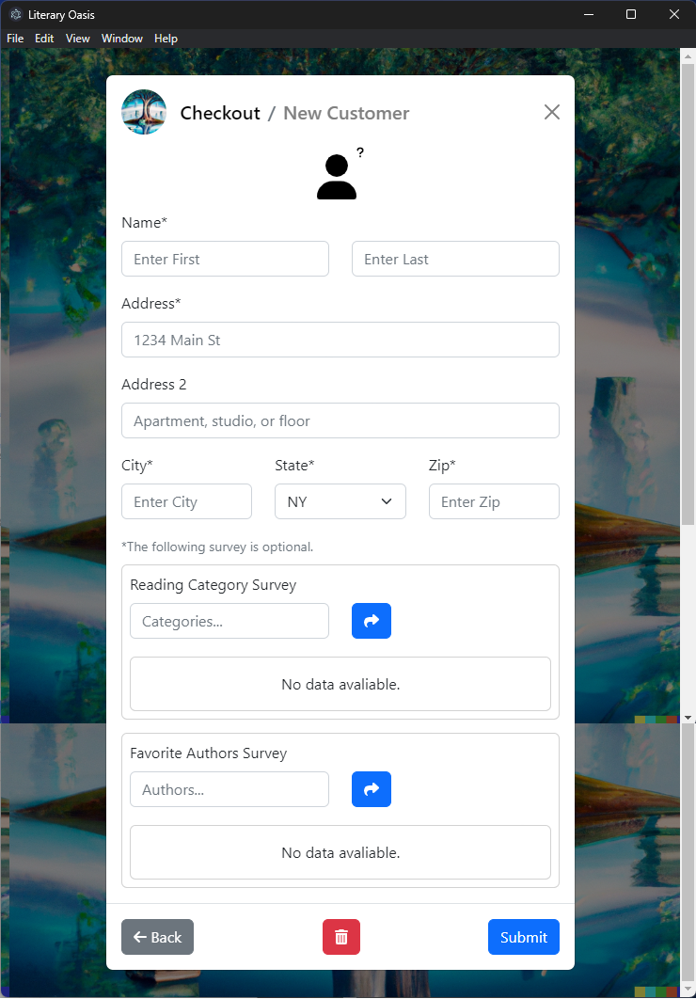 Literary Oasis
File Edit View Window Help
Checkout / New Customer
?
Name*
Enter First Enter Last
Address*
1234 Main St
Address 2
Apartment, studio, or floor
City* State* Zip*
Enter City NY Enter Zip
*The following survey is optional.
Reading Category Survey
Categories...
No data avaliable.
Favorite Authors Survey
Authors...
No data avaliable.
Back Submit